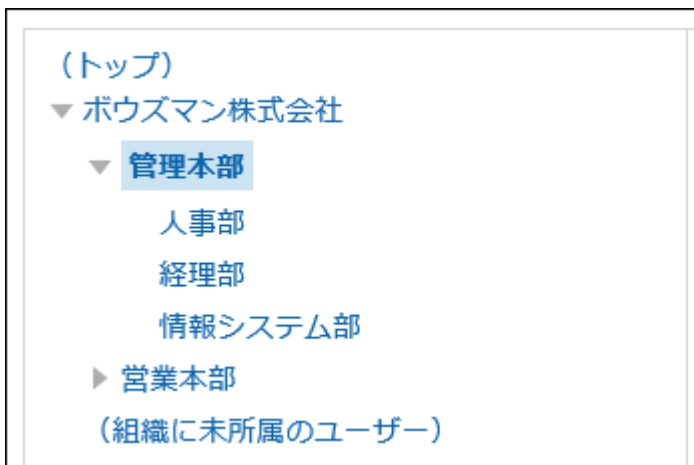 （トップ）
ボウズマン株式会社
管理本部
人事部
経理部
情報システム部
営業本部
（組織に未所属のユーザー）